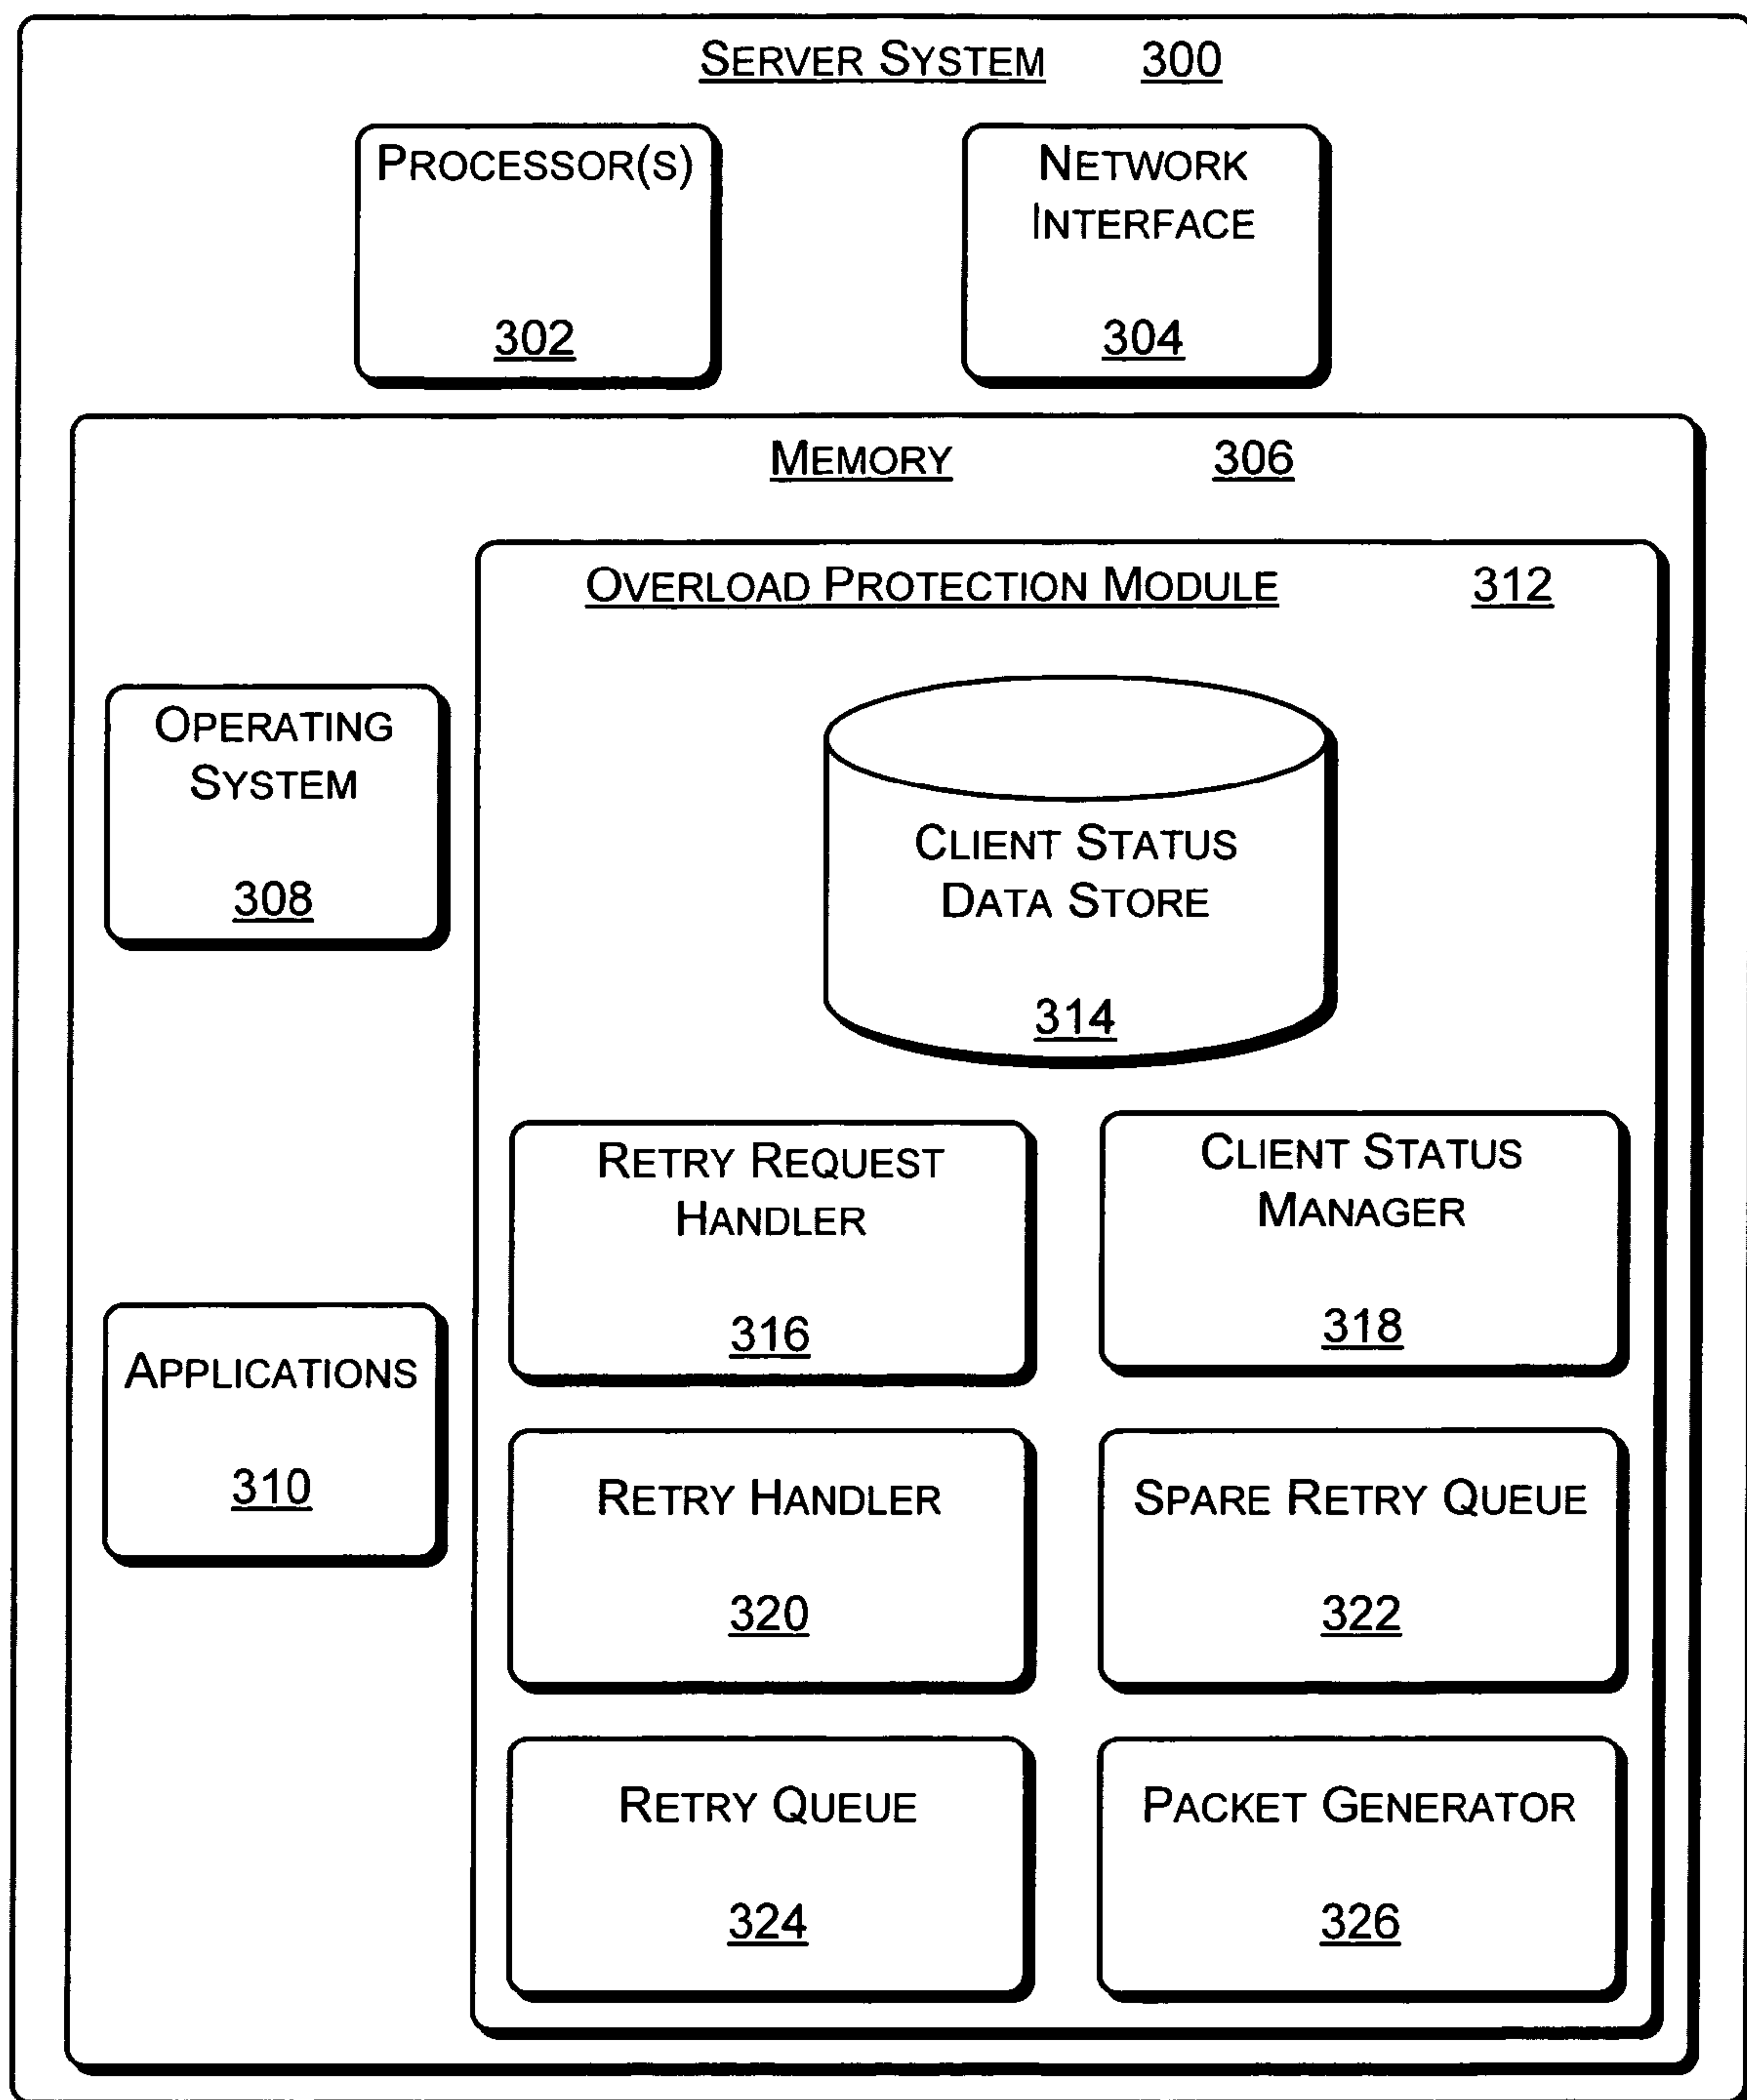 SERVER SYSTEM 300
PROCESSOR(S)
302
NETWORK
INTERFACE
304
MEMORY 306
OVERLOAD PROTECTION MODULE 312
OPERATING
SYSTEM
308
CLIENT STATUS
DATA STORE
314
RETRY REQUEST
HANDLER
316
CLIENT STATUS
MANAGER
318
APPLICATIONS
310
RETRY HANDLER
320
SPARE RETRY QUEUE
322
RETRY QUEUE
324
PACKET GENERATOR
326